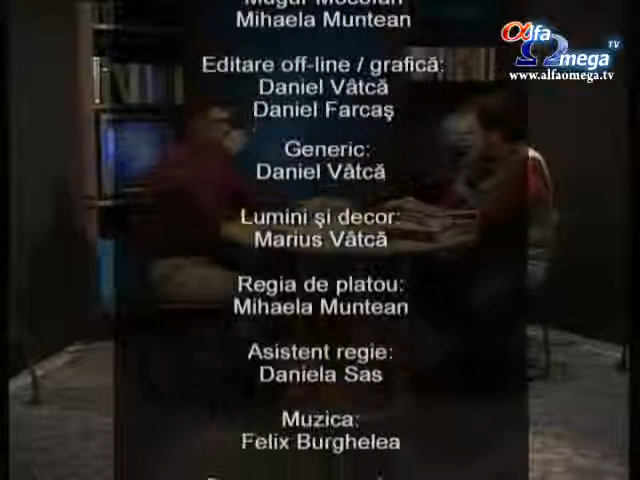 Mihaela Muntean
Editare off-line / grafică:
Daniel Vâtcă
Daniel Farcaş
Generic:
Daniel Vâtcă
Lumini şi decor:
Marius Vâtcă
Regia de platou:
Mihaela Muntean
Asistent regie:
Daniela Sas
Muzica:
Felix Burghelea
alfa
Omega TV
www.alfaomega.tv